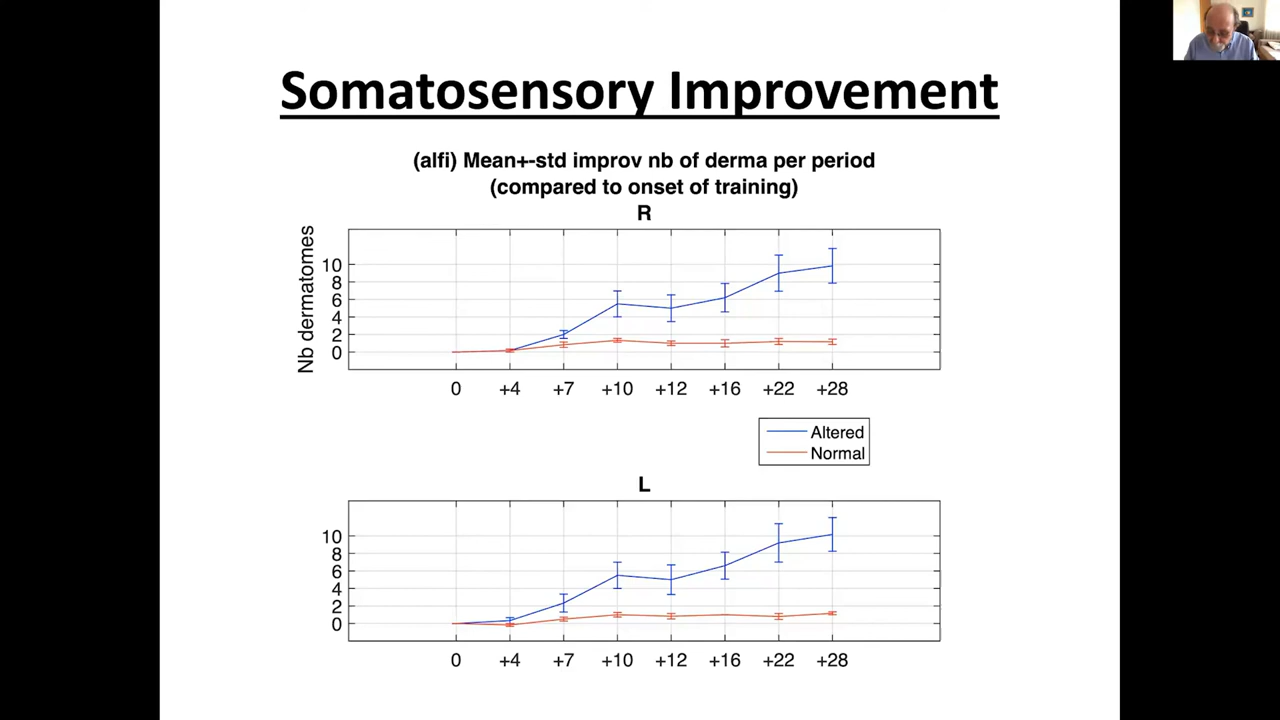 Somatosensory Improvement
(alfi) Mean+-std improv nb of derma per period
(compared to onset of training)
R
Nb dermatomes
10
8
6
4
2
0
0 +4 +7 +10 +12 +16 +22 +28
Altered
Normal
L
10
8
6
4
2
0
0 +4 +7 +10 +12 +16 +22 +28